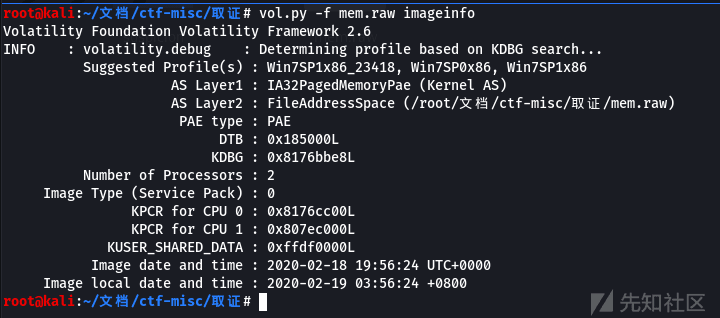 root@kali:~/文档/ctf-misc/取证# vol.py -f mem.raw imageinfo
Volatility Foundation Volatility Framework 2.6
INFO    : volatility.debug    : Determining profile based on KDBG search...
Suggested Profile(s) : Win7SP1x86_23418, Win7SP0x86, Win7SP1x86
AS Layer1 : IA32PagedMemoryPae (Kernel AS)
AS Layer2 : FileAddressSpace (/root/文档/ctf-misc/取证/mem.raw)
PAE type : PAE
DTB : 0x185000L
KDBG : 0x8176bbe8L
Number of Processors : 2
Image Type (Service Pack) : 0
KPCR for CPU 0 : 0x8176cc00L
KPCR for CPU 1 : 0x807ec000L
KUSER_SHARED_DATA : 0xffdf0000L
Image date and time : 2020-02-18 19:56:24 UTC+0000
Image local date and time : 2020-02-19 03:56:24 +0800
root@kali:~/文档/ctf-misc/取证#
先知社区